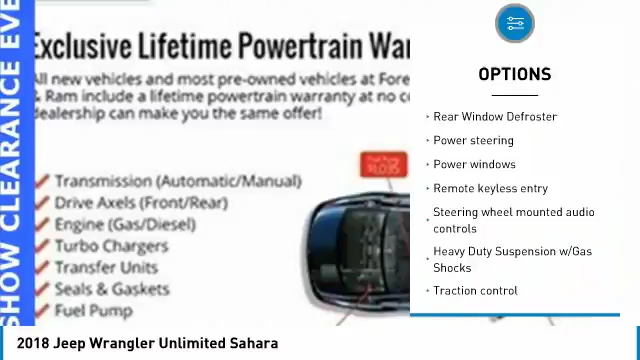 SHOW CLEARANCE EVE
Exclusive Lifetime Powertrain War
All new vehicles and most pre-owned vehicles at Fore
& Ram include a lifetime powertrain warranty at no co
dealership can make you the same offer!
Transmission (Automatic/Manual)
Drive Axels (Front/Rear)
Engine (Gas/Diesel)
Turbo Chargers
Transfer Units
Seals & Gaskets
Fuel Pump
OPTIONS
Rear Window Defroster
Power steering
Power windows
Remote keyless entry
Steering wheel mounted audio
controls
Heavy Duty Suspension w/Gas
Shocks
Traction control
2018 Jeep Wrangler Unlimited Sahara